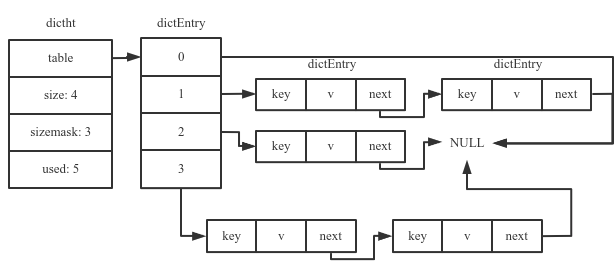 dictht
dictEntry
table
0
dictEntry
dictEntry
size: 4
1
key
v
next
key
v
next
sizemask: 3
2
key
v
next
NULL
used: 5
3
key
v
next
key
v
next